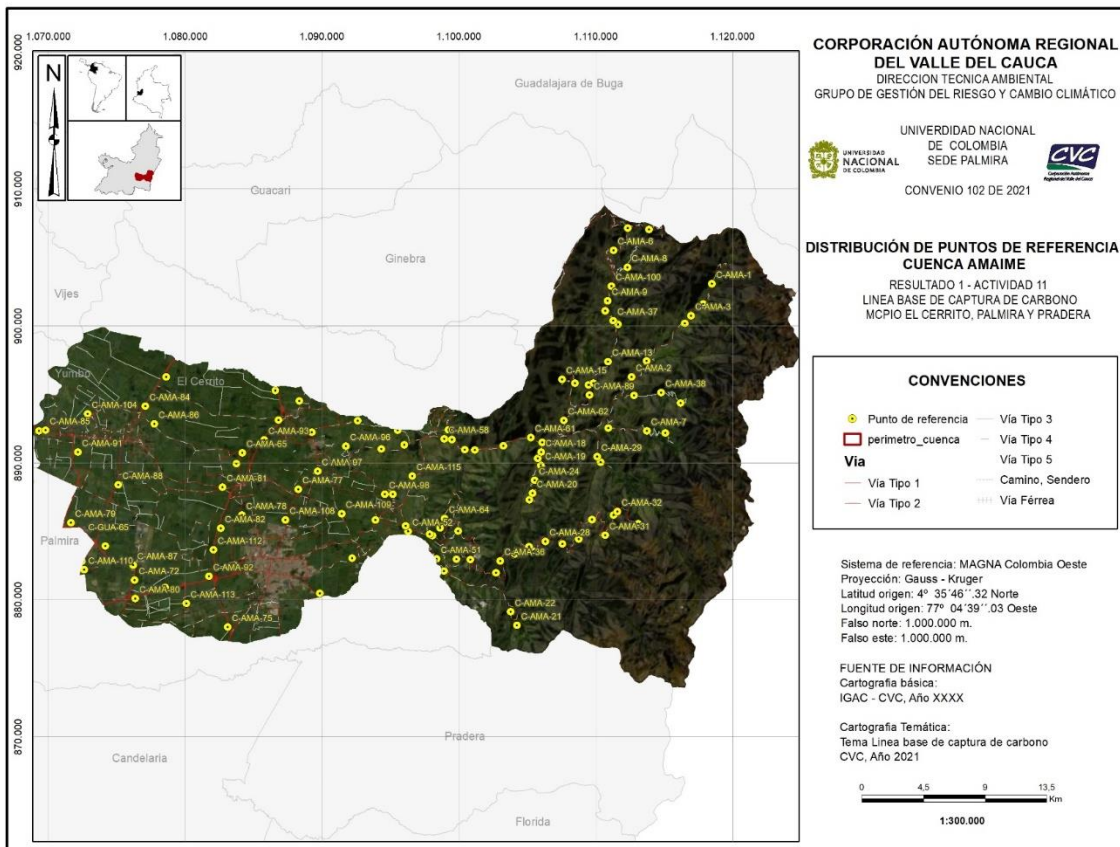 1.070.000
1.080.000
1.090.000
1.100.000
1.110.000
1.120.000
920.000
910.000
900.000
890.000
880.000
870.000
N
Guadalajara de Buga
Guacari
Ginebra
Vijes
Yumbo
El Cerrito
Palmira
Candelaria
Pradera
Florida
C-AMA-6
C-AMA-8
C-AMA-1
C-AMA-100
C-AMA-9
C-AMA-3
C-AMA-37
C-AMA-13
C-AMA-15
C-AMA-2
C-AMA-89
C-AMA-38
C-AMA-84
C-AMA-104
C-AMA-86
C-AMA-62
C-AMA-85
C-AMA-93
C-AMA-58
C-AMA-61
C-AMA-7
C-AMA-91
C-AMA-65
C-AMA-96
C-AMA-18
C-AMA-19
C-AMA-29
C-AMA-97
C-AMA-115
C-AMA-24
C-AMA-88
C-AMA-81
C-AMA-77
C-AMA-98
C-AMA-20
C-AMA-79
C-AMA-78
C-AMA-109
C-AMA-32
C-GUA-65
C-AMA-82
C-AMA-108
C-AMA-64
C-AMA-52
C-AMA-28
C-AMA-31
C-AMA-112
C-AMA-110
C-AMA-87
C-AMA-51
C-AMA-36
C-AMA-72
C-AMA-92
C-AMA-80
C-AMA-113
C-AMA-22
C-AMA-21
C-AMA-75
CORPORACIÓN AUTÓNOMA REGIONAL
DEL VALLE DEL CAUCA
DIRECCION TECNICA AMBIENTAL
GRUPO DE GESTIÓN DEL RIESGO Y CAMBIO CLIMÁTICO
UNIVERSIDAD
NACIONAL
DE COLOMBIA
UNIVERDIDAD NACIONAL
DE COLOMBIA
SEDE PALMIRA
CVC
Corporación Autónoma
Regional del Valle del Cauca
CONVENIO 102 DE 2021
DISTRIBUCIÓN DE PUNTOS DE REFERENCIA
CUENCA AMAIME
RESULTADO 1 - ACTIVIDAD 11
LINEA BASE DE CAPTURA DE CARBONO
MCPIO EL CERRITO, PALMIRA Y PRADERA
CONVENCIONES
Punto de referencia
perimetro_cuenca
Via
Vía Tipo 1
Vía Tipo 2
Vía Tipo 3
Vía Tipo 4
Vía Tipo 5
Camino, Sendero
Vía Férrea
Sistema de referencia: MAGNA Colombia Oeste
Proyección: Gauss - Kruger
Latitud origen: 4º 35´46´´.32 Norte
Longitud origen: 77º 04´39´´.03 Oeste
Falso norte: 1.000.000 m.
Falso este: 1.000.000 m.
FUENTE DE INFORMACIÓN
Cartografía básica:
IGAC - CVC, Año XXXX
Cartografia Temática:
Tema Linea base de captura de carbono
CVC, Año 2021
0 4,5 9 13,5
Km
1:300.000